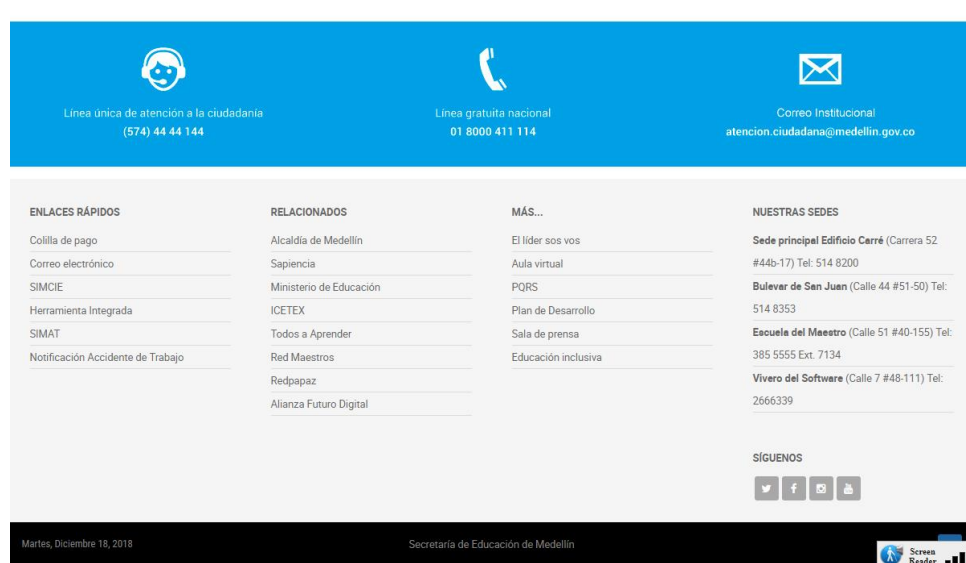 Línea única de atención a la ciudadanía
(574) 44 44 144
Línea gratuita nacional
01 8000 411 114
Correo Institucional
atencion.ciudadana@medellin.gov.co
ENLACES RÁPIDOS
Colilla de pago
Correo electrónico
SIMCIE
Herramienta Integrada
SIMAT
Notificación Accidente de Trabajo
RELACIONADOS
Alcaldía de Medellín
Sapiencia
Ministerio de Educación
ICETEX
Todos a Aprender
Red Maestros
Redpapaz
Alianza Futuro Digital
MÁS...
El líder sos vos
Aula virtual
PQRS
Plan de Desarrollo
Sala de prensa
Educación inclusiva
NUESTRAS SEDES
Sede principal Edificio Carré (Carrera 52
#44b-17) Tel: 514 8200
Bulevar de San Juan (Calle 44 #51-50) Tel:
514 8353
Escuela del Maestro (Calle 51 #40-155) Tel:
385 5555 Ext. 7134
Vivero del Software (Calle 7 #48-111) Tel:
2666339
SÍGUENOS
Martes, Diciembre 18, 2018
Secretaría de Educación de Medellín
Screen
Reader